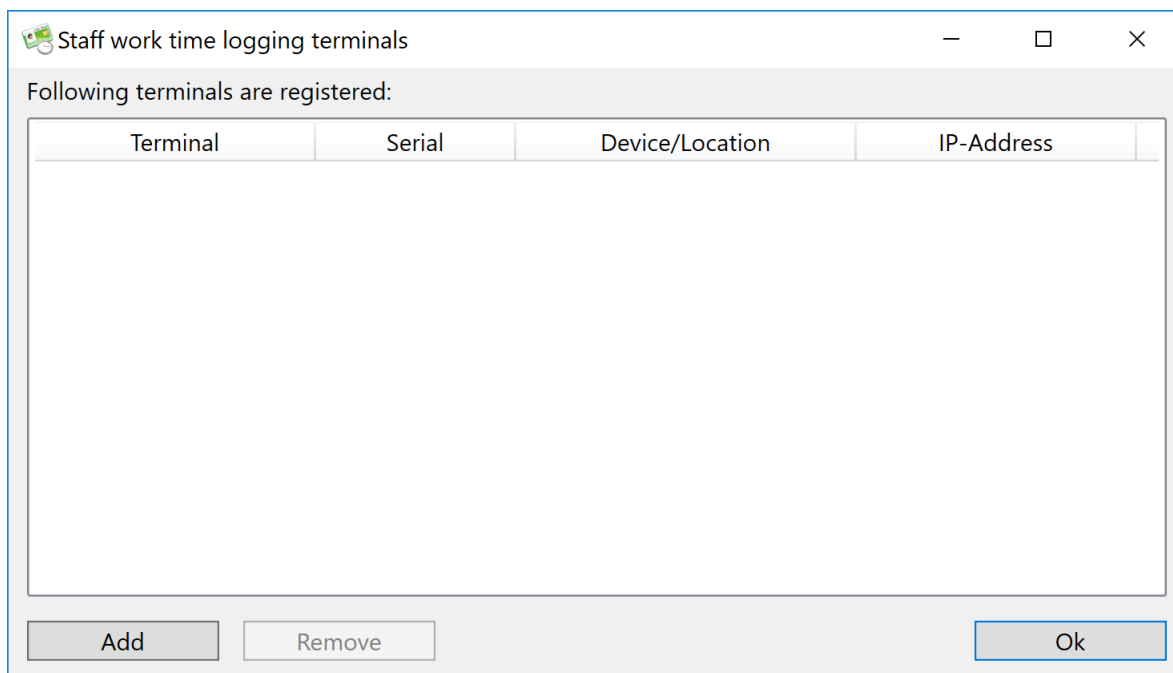 Staff work time logging terminals
Following terminals are registered:
Terminal Serial Device/Location IP-Address
Add Remove Ok